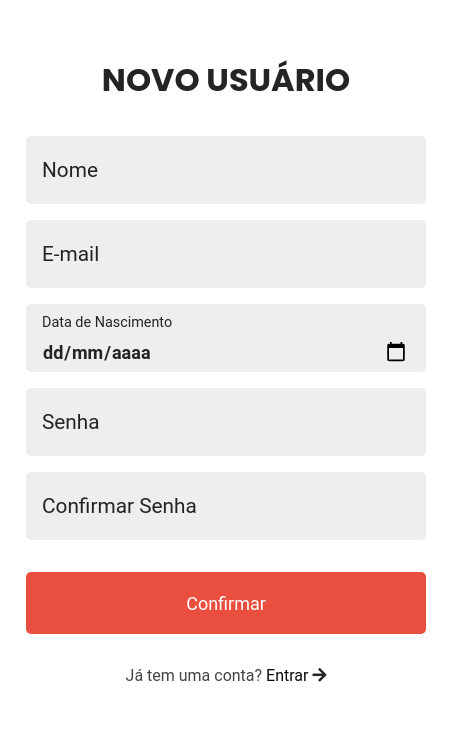 NOVO USUÁRIO
Nome
E-mail
Data de Nascimento
dd/mm/aaaa
Senha
Confirmar Senha
Confirmar
Já tem uma conta? Entrar →